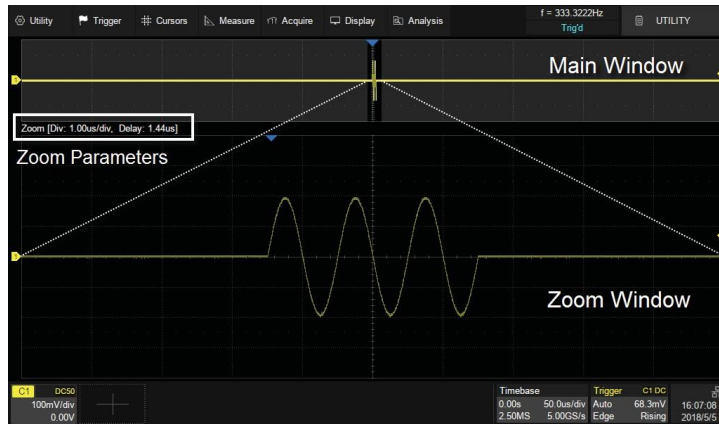 Utility Trigger Cursors Measure Acquire Display Analysis f = 333.3222Hz UTILITY
Trig'd
Main Window
1
Zoom [Div: 1.00us/div, Delay: 1.44us]
Zoom Parameters
1
Zoom Window
C1 DC50
100mV/div
0.00V
Timebase
0.00s 50.0us/div
2.50MS 5.00GS/s
Trigger C1 DC
Auto 68.3mV
Edge Rising
16:07:08
2018/5/5